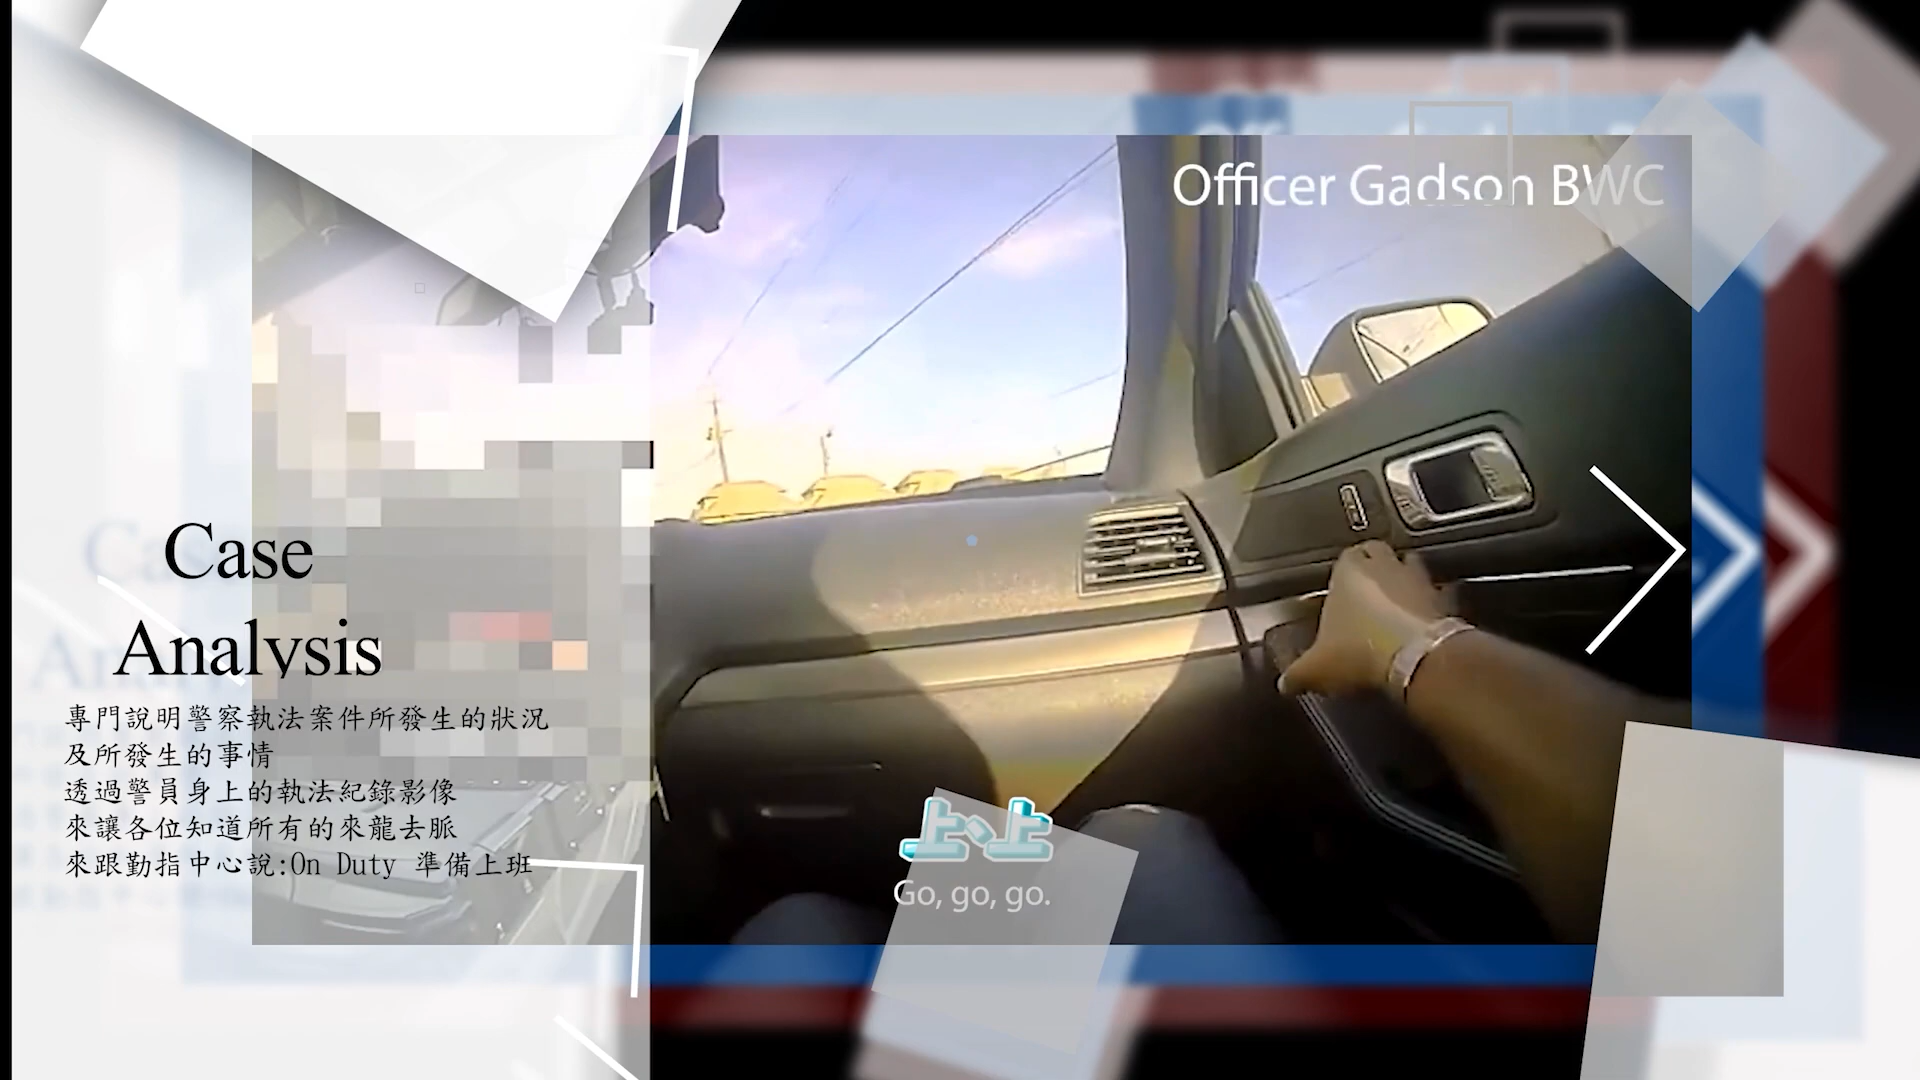 Officer Gadson BWC
Case
Analysis
專門說明警察執法案件所發生的狀況
及所發生的事情
透過警員身上的執法紀錄影像
來讓各位知道所有的來龍去脈
來跟勤指中心說:On Duty 準備上班
上、上
Go, go, go.